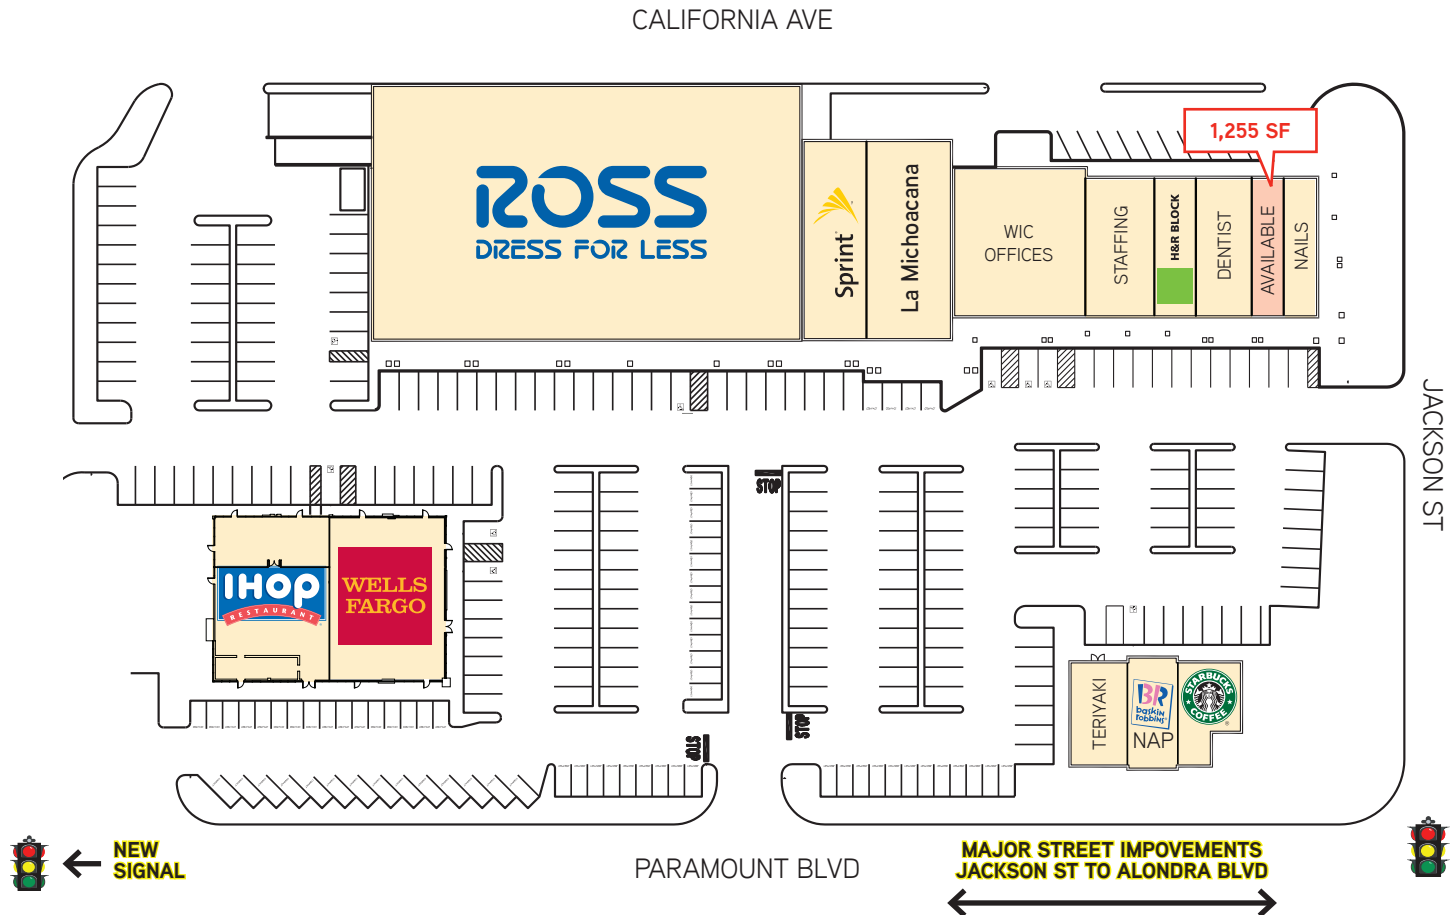 CALIFORNIA AVE
1,255 SF
ROSS
DRESS FOR LESS
Sprint
La Michoacana
WIC
OFFICES
STAFFING
H&R BLOCK
DENTIST
AVAILABLE
NAILS
JACKSON ST
STOP
IHOP
RESTAURANT
WELLS
FARGO
STOP
STOP
TERIYAKI
BR
baskin
robbins
NAP
STARBUCKS
COFFEE
NEW
SIGNAL
PARAMOUNT BLVD
MAJOR STREET IMPOVEMENTS
JACKSON ST TO ALONDRA BLVD